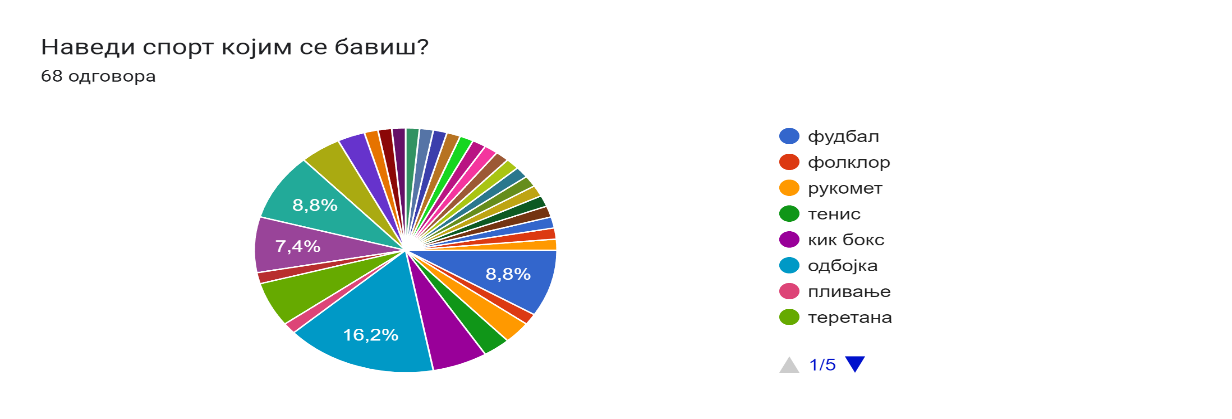 Наведи спорт којим се бавиш?
68 одговора
8,8%
7,4%
8,8%
16,2%
фудбал
фолклор
рукомет
тенис
кик бокс
одбојка
пливање
теретана
1/5